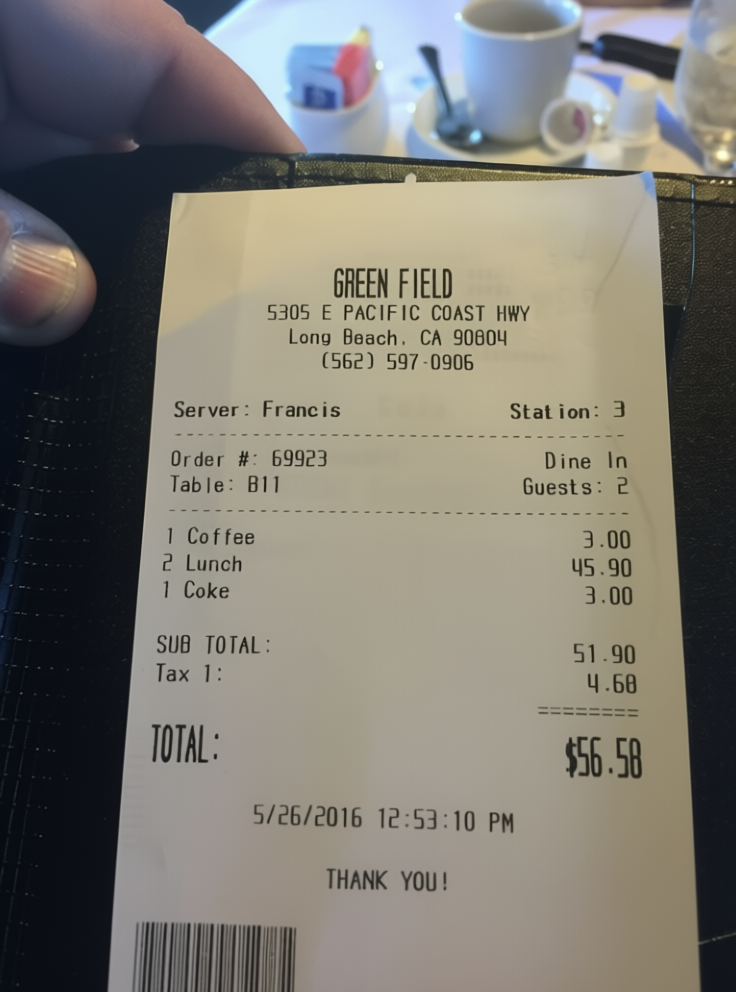 GREEN FIELD
5305 E PACIFIC COAST HWY
Long Beach, CA 90804
(562) 597-0906
Server: Francis Station: 3
Order #: 69923 Dine In
Table: B11 Guests: 2
1 Coffee 3.00
2 Lunch 45.90
1 Coke 3.00
SUB TOTAL: 51.90
Tax 1: 4.68
========
TOTAL: $56.58
5/26/2016 12:53:10 PM
THANK YOU!